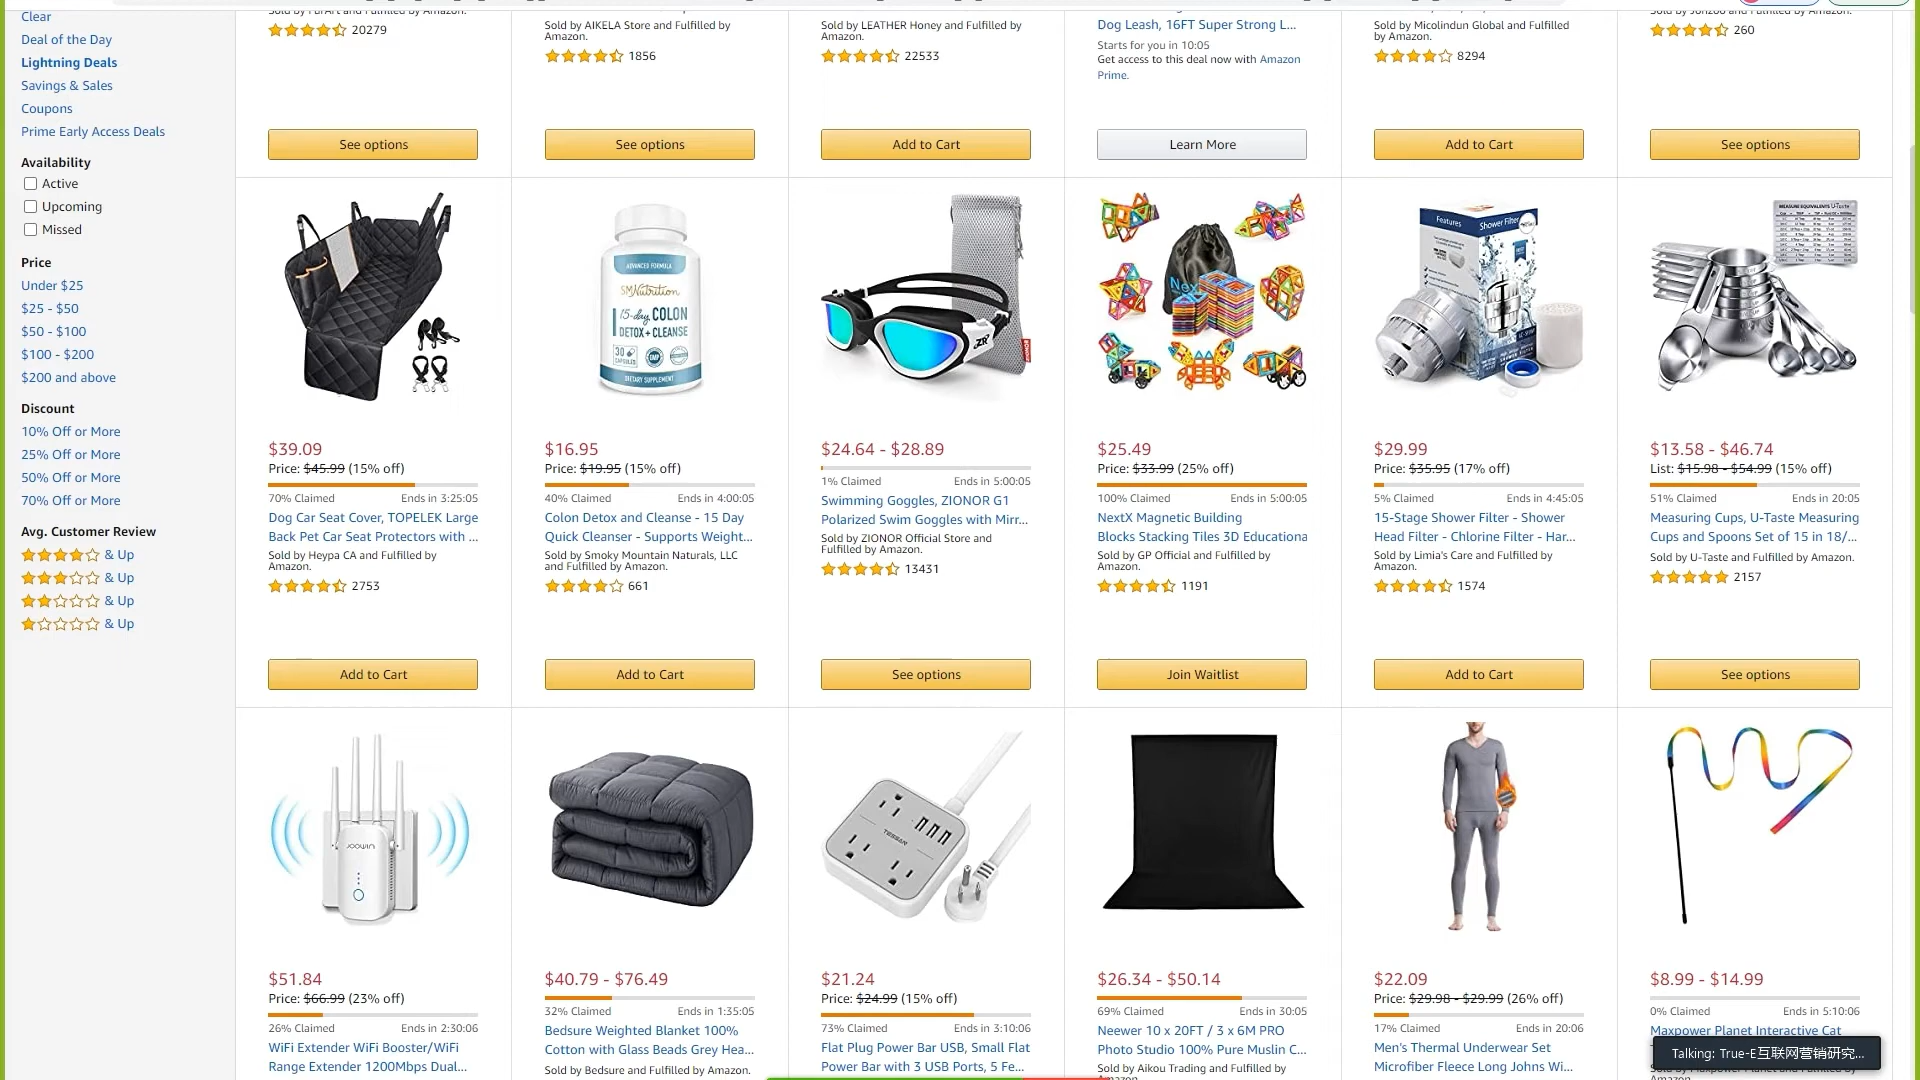 Clear
Deal of the Day
Lightning Deals
Savings & Sales
Coupons
Prime Early Access Deals
Availability
Active
Upcoming
Missed
Price
Under $25
$25 - $50
$50 - $100
$100 - $200
$200 and above
Discount
10% Off or More
25% Off or More
50% Off or More
70% Off or More
Avg. Customer Review
& Up
& Up
& Up
& Up
20279
See options
Sold by AIKELA Store and Fulfilled by
Amazon.
1856
See options
Sold by LEATHER Honey and Fulfilled by
Amazon.
22533
Add to Cart
Dog Leash, 16FT Super Strong L...
Starts for you in 10:05
Get access to this deal now with Amazon
Prime.
Learn More
Sold by Micolindun Global and Fulfilled
by Amazon.
8294
Add to Cart
260
See options
$39.09
Price: $45.99 (15% off)
70% Claimed
Ends in 3:25:05
Dog Car Seat Cover, TOPELEK Large
Back Pet Car Seat Protectors with ...
Sold by Heypa CA and Fulfilled by
Amazon.
2753
Add to Cart
ADVANCED FORMULA
SMNutrition
15-day COLON
DETOX + CLEANSE
30
CAPSULES
GMP
DIETARY SUPPLEMENT
$16.95
Price: $19.95 (15% off)
40% Claimed
Ends in 4:00:05
Colon Detox and Cleanse - 15 Day
Quick Cleanser - Supports Weight...
Sold by Smoky Mountain Naturals, LLC
and Fulfilled by Amazon.
661
Add to Cart
ZR
$24.64 - $28.89
1% Claimed
Ends in 5:00:05
Swimming Goggles, ZIONOR G1
Polarized Swim Goggles with Mirr...
Sold by ZIONOR Official Store and
Fulfilled by Amazon.
13431
See options
$25.49
Price: $33.99 (25% off)
100% Claimed
Ends in 5:00:05
NextX Magnetic Building
Blocks Stacking Tiles 3D Educationa
Sold by GP Official and Fulfilled by
Amazon.
1191
Join Waitlist
Features
Shower Filter
$29.99
Price: $35.95 (17% off)
5% Claimed
Ends in 4:45:05
15-Stage Shower Filter - Shower
Head Filter - Chlorine Filter - Har...
Sold by Limia's Care and Fulfilled by
Amazon.
1574
Add to Cart
MEASURE EQUIVALENTS U-Taste
$13.58 - $46.74
List: $15.98 - $54.99 (15% off)
51% Claimed
Ends in 20:05
Measuring Cups, U-Taste Measuring
Cups and Spoons Set of 15 in 18/...
Sold by U-Taste and Fulfilled by Amazon.
2157
See options
JOOWIN
$51.84
Price: $66.99 (23% off)
26% Claimed
Ends in 2:30:06
WiFi Extender WiFi Booster/WiFi
Range Extender 1200Mbps Dual...
$40.79 - $76.49
32% Claimed
Ends in 1:35:05
Bedsure Weighted Blanket 100%
Cotton with Glass Beads Grey Hea...
Sold by Bedsure and Fulfilled by Amazon.
TESSAN
$21.24
Price: $24.99 (15% off)
73% Claimed
Ends in 3:10:06
Flat Plug Power Bar USB, Small Flat
Power Bar with 3 USB Ports, 5 Fe...
$26.34 - $50.14
69% Claimed
Ends in 30:05
Neewer 10 x 20FT / 3 x 6M PRO
Photo Studio 100% Pure Muslin C...
Sold by Aikou Trading and Fulfilled by
$22.09
Price: $29.98 - $29.99 (26% off)
17% Claimed
Ends in 20:06
Men's Thermal Underwear Set
Microfiber Fleece Long Johns Wi...
$8.99 - $14.99
0% Claimed
Ends in 5:10:06
Maxpower Planet Interactive Cat
Talking: True-E互联网营销研究...